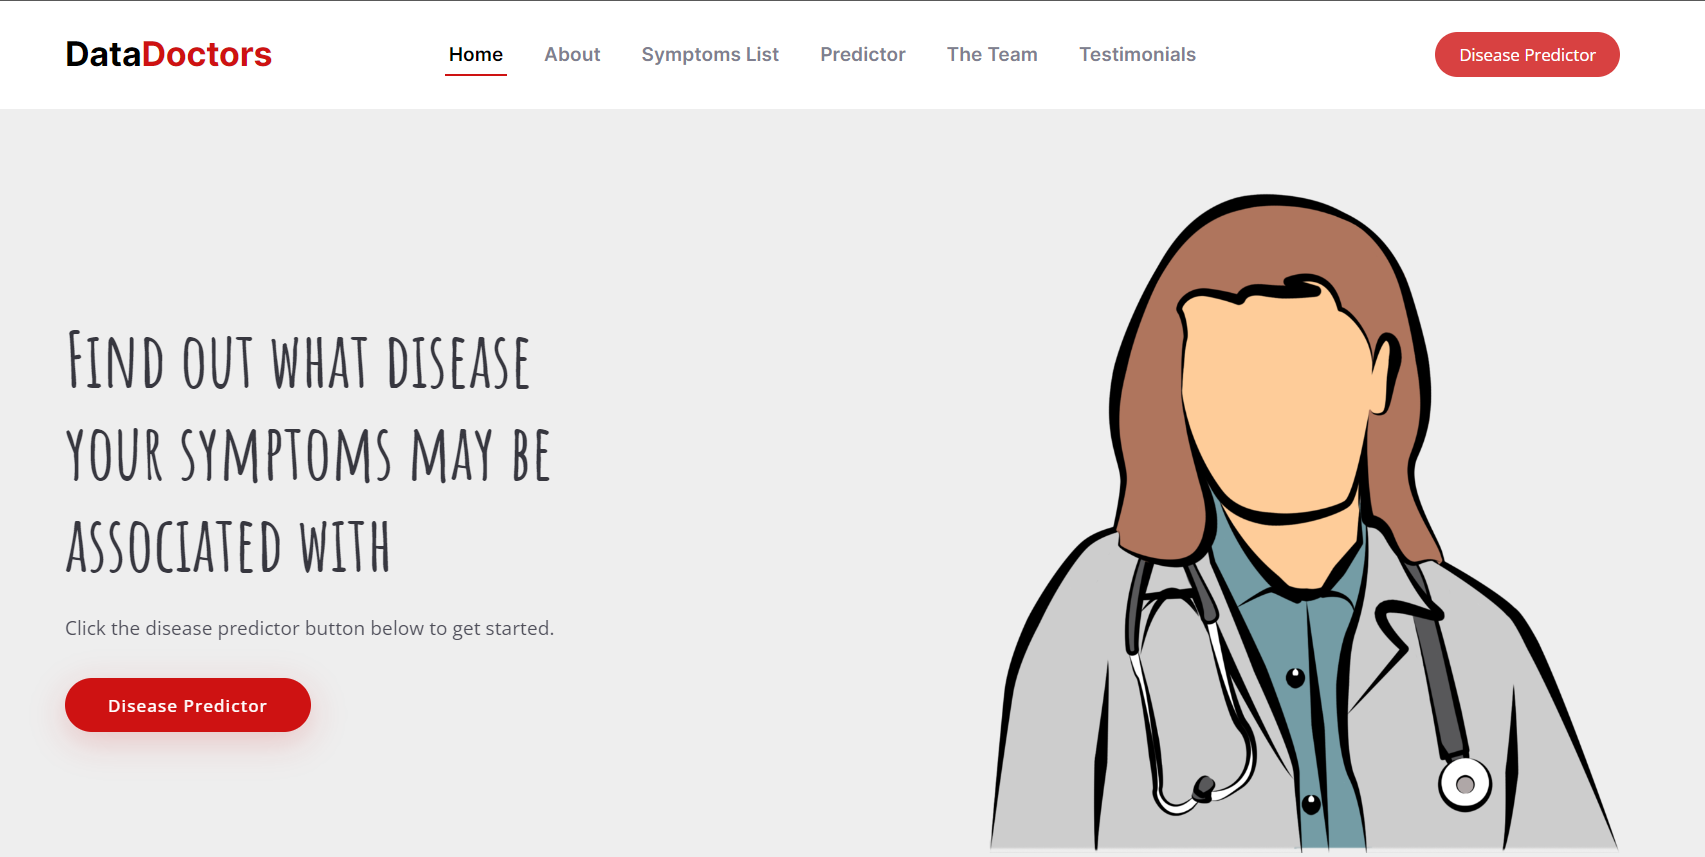 DataDoctors
Home About Symptoms List Predictor The Team Testimonials
Disease Predictor
Find out what disease
your symptoms may be
associated with
Click the disease predictor button below to get started.
Disease Predictor